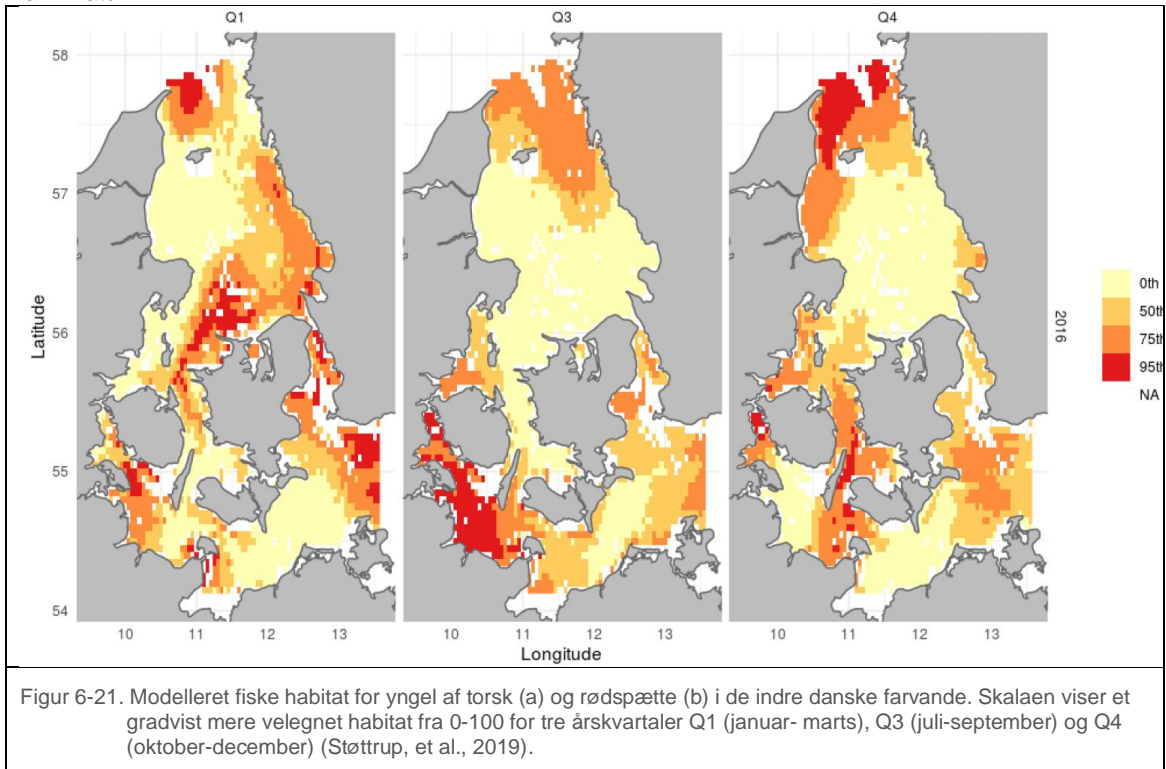 Q1 Q3 Q4
58
57
56
55
54
Latitude
2016
0th
50th
75th
95th
NA
10 11 12 13 10 11 12 13 10 11 12 13
Longitude
Figur 6-21. Modelleret fiske habitat for yngel af torsk (a) og rødspætte (b) i de indre danske farvande. Skalaen viser et
gradvist mere velegnet habitat fra 0-100 for tre årskvartaler Q1 (januar- marts), Q3 (juli-september) og Q4
(oktober-december) (Støttrup, et al., 2019).